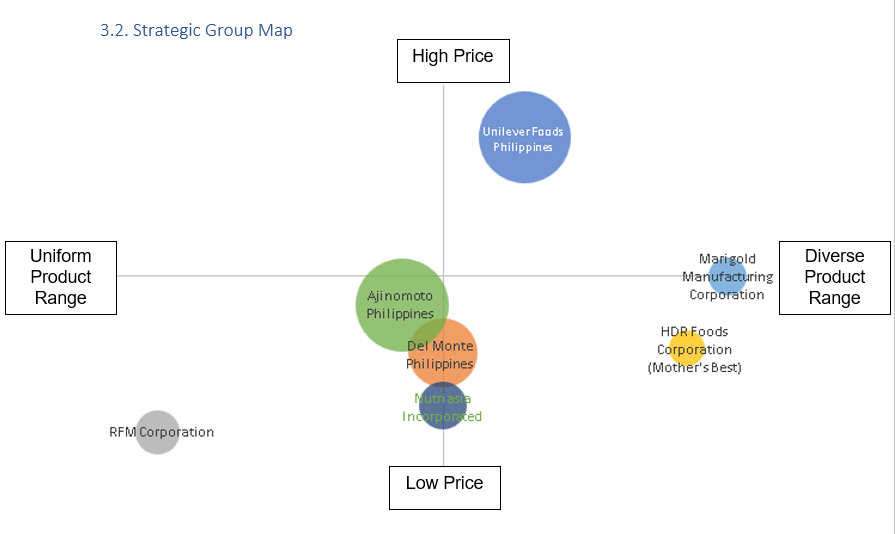 3.2. Strategic Group Map
High Price
Unilever Foods
Philippines
Uniform
Product
Range
Marigold
Manufacturing
Corporation
Diverse
Product
Range
Ajinomoto
Philippines
HDR Foods
Corporation
(Mother's Best)
Del Monte
Philippines
Nutriasia
Incorporated
RFM Corporation
Low Price